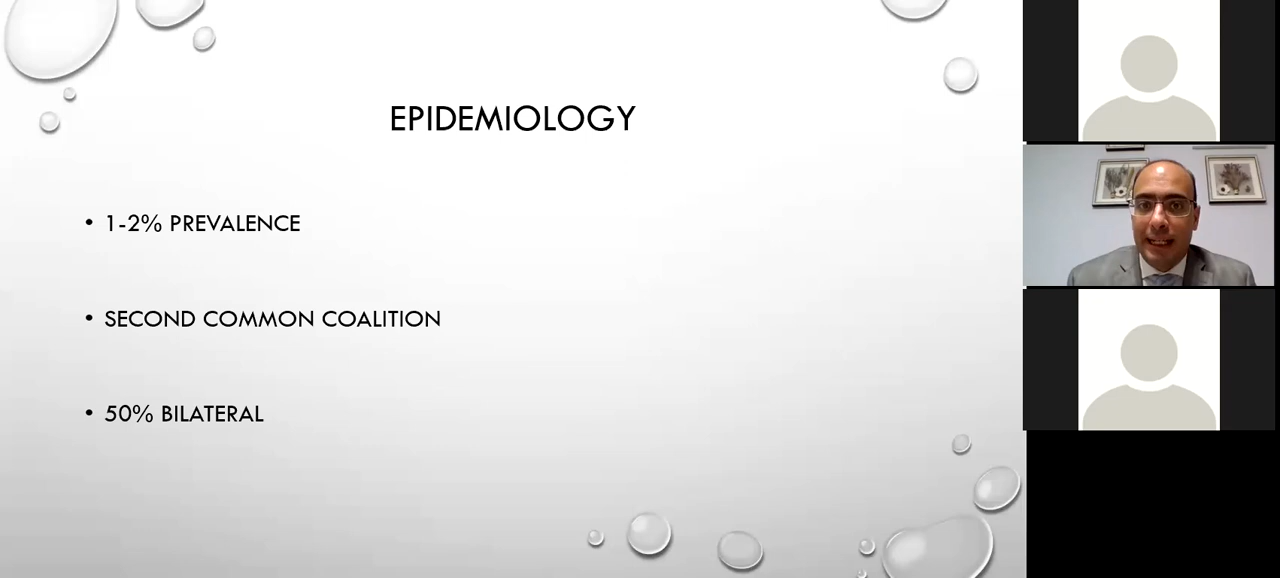 EPIDEMIOLOGY
• 1-2% PREVALENCE
• SECOND COMMON COALITION
• 50% BILATERAL